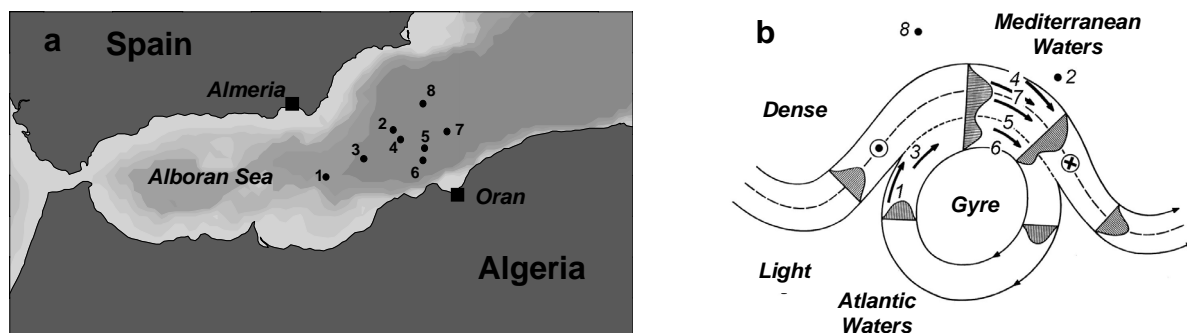 a
Spain
Almeria
8
2
7
4
5
3
6
1
Alboran Sea
Oran
Algeria
b
8
Mediterranean
Waters
4
2
7
Dense
5
3
6
1
Gyre
Light
Atlantic
Waters